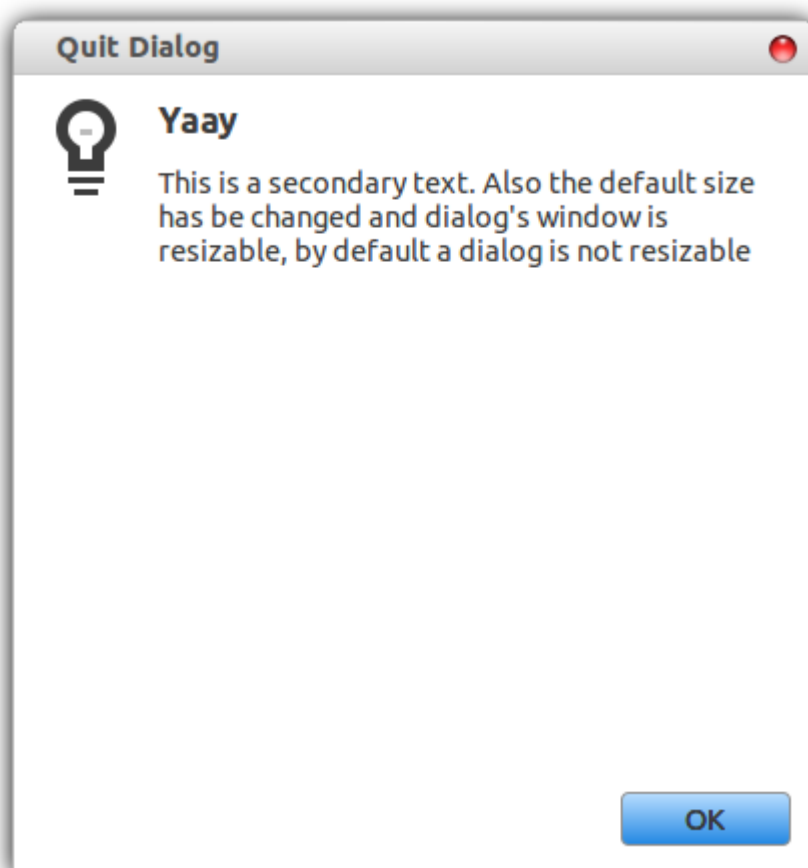 Quit Dialog
Yaay
This is a secondary text. Also the default size
has be changed and dialog's window is
resizable, by default a dialog is not resizable
OK